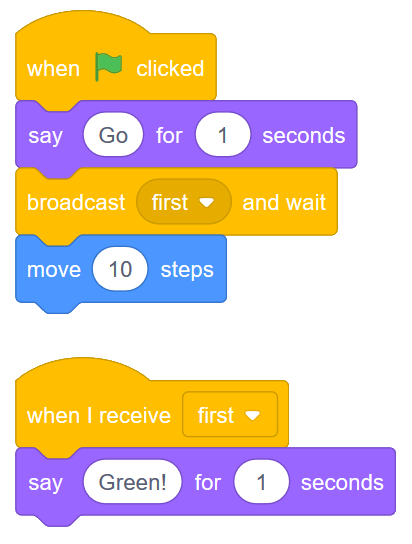 when clicked
say Go for 1 seconds
broadcast first and wait
move 10 steps
when I receive first
say Green! for 1 seconds